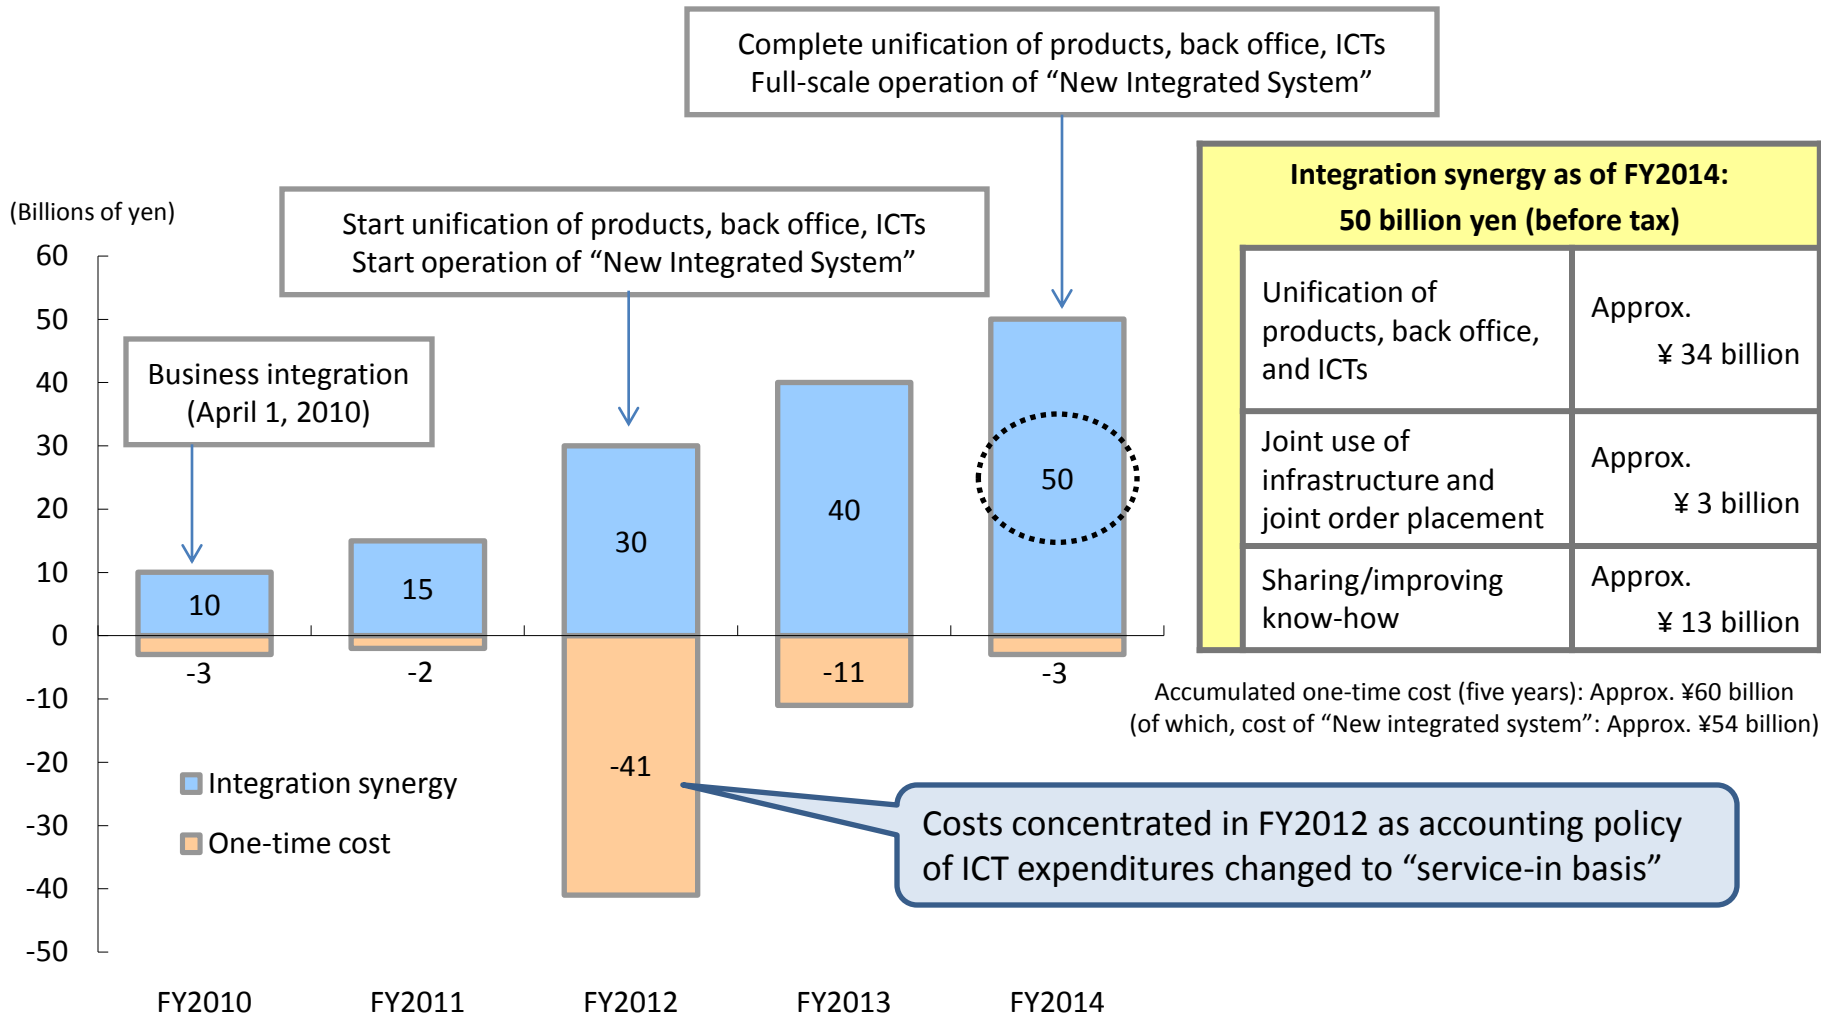 Complete unification of products, back office, ICTs
Full-scale operation of “New Integrated System”
Start unification of products, back office, ICTs
Start operation of “New Integrated System”
Business integration
(April 1, 2010)
(Billions of yen)
60
50
40
30
20
10
0
-10
-20
-30
-40
-50
10
15
30
40
50
-3
-2
-41
-11
-3
Integration synergy
One-time cost
FY2010
FY2011
FY2012
FY2013
FY2014
Integration synergy as of FY2014:
50 billion yen (before tax)
Unification of
products, back office,
and ICTs
Approx.
¥ 34 billion
Joint use of
infrastructure and
joint order placement
Approx.
¥ 3 billion
Sharing/improving
know-how
Approx.
¥ 13 billion
Accumulated one-time cost (five years): Approx. ¥60 billion
(of which, cost of “New integrated system”: Approx. ¥54 billion)
Costs concentrated in FY2012 as accounting policy
of ICT expenditures changed to “service-in basis”